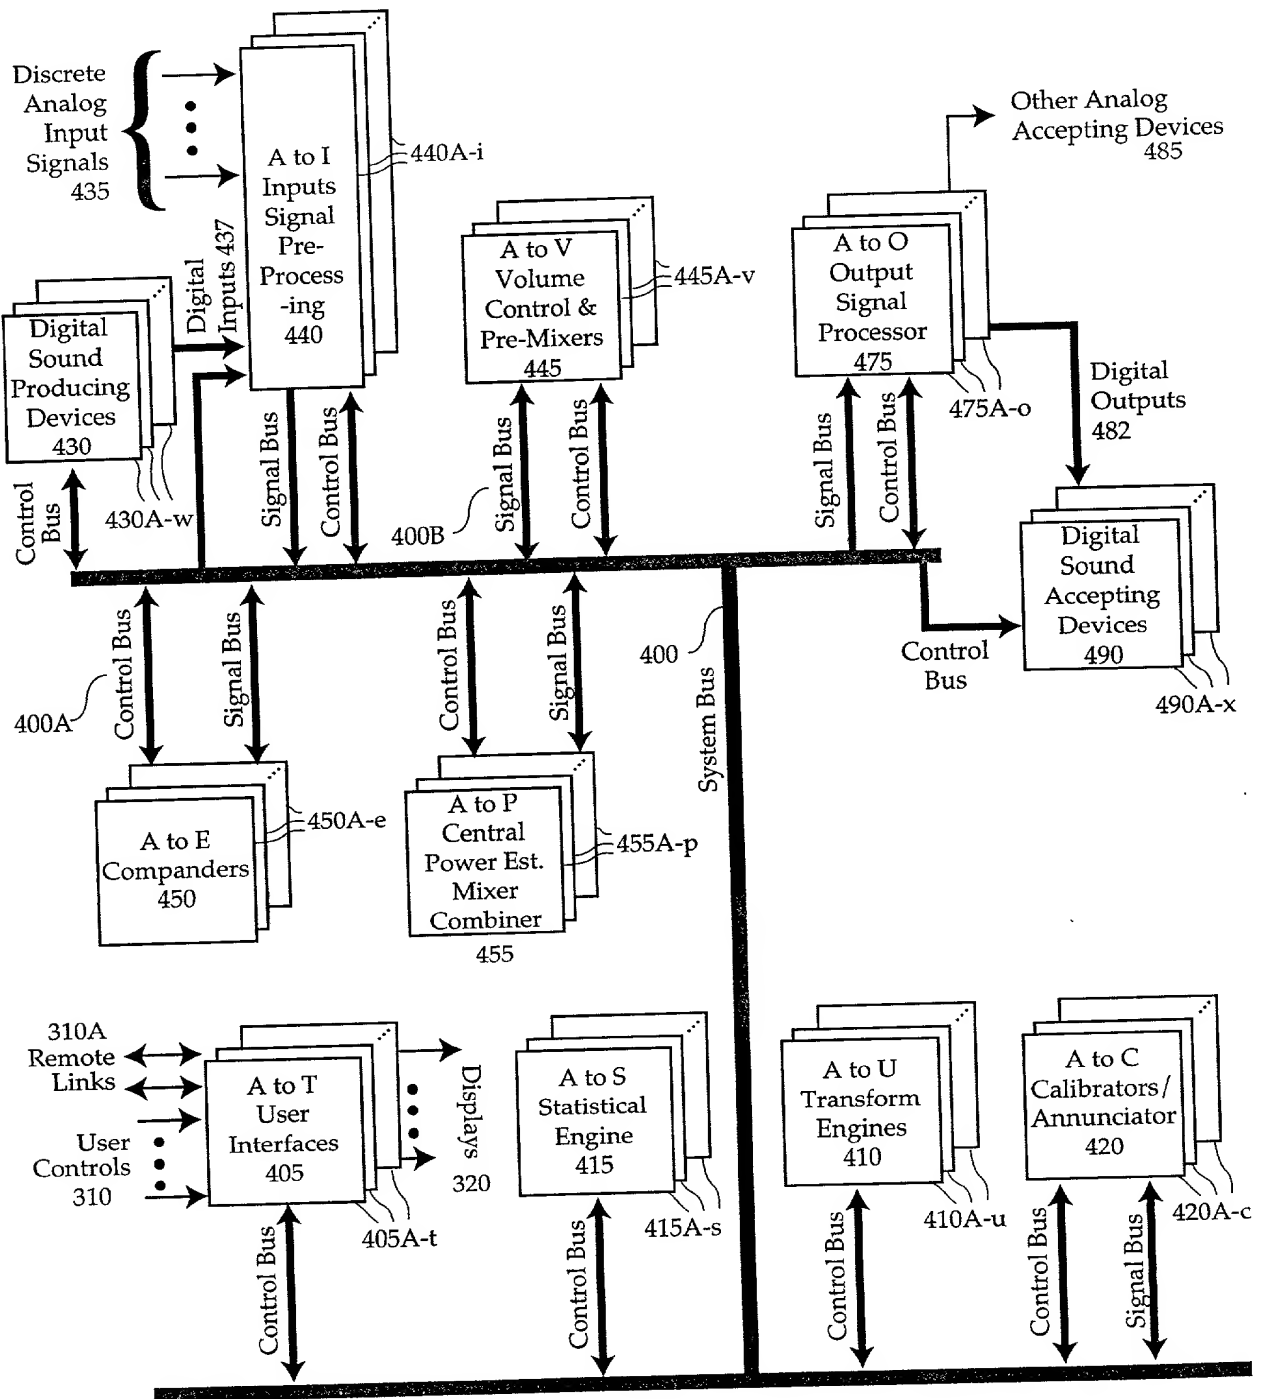 Discrete
Analog
Input
Signals
435
A to I
Inputs
Signal
Pre-
Process
-ing
440
440A-i
Digital
Inputs 437
Digital
Sound
Producing
Devices
430
430A-w
Control
Bus
Signal Bus
Control Bus
A to V
Volume
Control &
Pre-Mixers
445
445A-v
400B
Signal Bus
Control Bus
Other Analog
Accepting Devices
485
A to O
Output
Signal
Processor
475
475A-o
Signal Bus
Control Bus
Digital
Outputs
482
Digital
Sound
Accepting
Devices
490
490A-x
Control
Bus
400
System Bus
400A
Control Bus
Signal Bus
A to E
Companders
450
450A-e
Control Bus
Signal Bus
A to P
Central
Power Est.
Mixer
Combiner
455
455A-p
310A
Remote
Links
User
Controls
310
A to T
User
Interfaces
405
405A-t
Displays
320
Control Bus
A to S
Statistical
Engine
415
415A-s
Control Bus
A to U
Transform
Engines
410
410A-u
Control Bus
A to C
Calibrators/
Annunciator
420
420A-c
Control Bus
Signal Bus